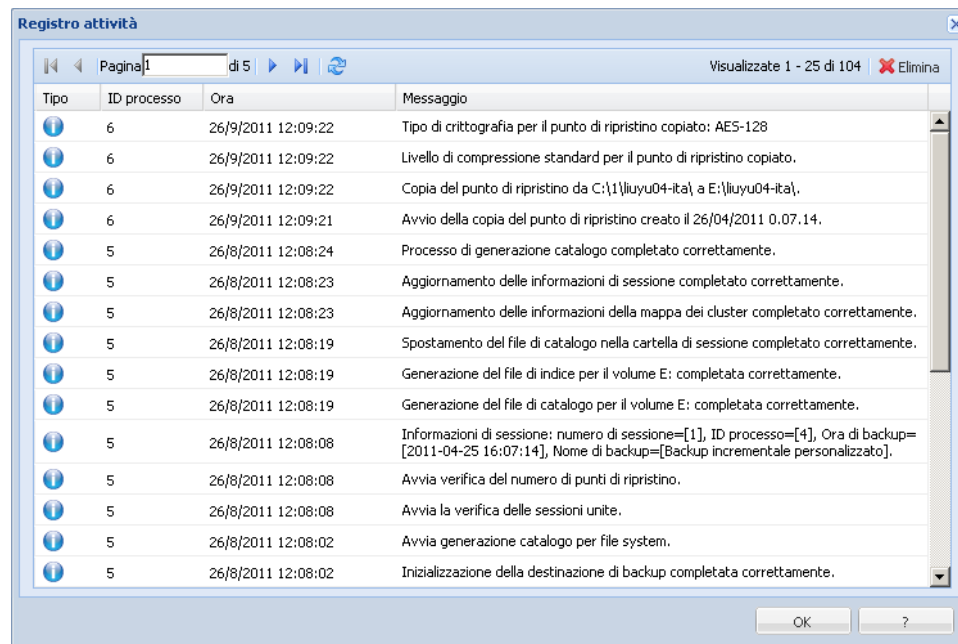 Registro attività
Pagina 1 di 5 Visualizzate 1 - 25 di 104 Elimina
Tipo ID processo Ora Messaggio
6 26/9/2011 12:09:22 Tipo di crittografia per il punto di ripristino copiato: AES-128
6 26/9/2011 12:09:22 Livello di compressione standard per il punto di ripristino copiato.
6 26/9/2011 12:09:22 Copia del punto di ripristino da C:\1\liuyu04-ita\ a E:\liuyu04-ita\.
6 26/9/2011 12:09:21 Avvio della copia del punto di ripristino creato il 26/04/2011 0.07.14.
5 26/8/2011 12:08:24 Processo di generazione catalogo completato correttamente.
5 26/8/2011 12:08:23 Aggiornamento delle informazioni di sessione completato correttamente.
5 26/8/2011 12:08:23 Aggiornamento delle informazioni della mappa dei cluster completato correttamente.
5 26/8/2011 12:08:19 Spostamento del file di catalogo nella cartella di sessione completato correttamente.
5 26/8/2011 12:08:19 Generazione del file di indice per il volume E: completata correttamente.
5 26/8/2011 12:08:19 Generazione del file di catalogo per il volume E: completata correttamente.
5 26/8/2011 12:08:08 Informazioni di sessione: numero di sessione=[1], ID processo=[4], Ora di backup=
[2011-04-25 16:07:14], Nome di backup=[Backup incrementale personalizzato].
5 26/8/2011 12:08:08 Avvia verifica del numero di punti di ripristino.
5 26/8/2011 12:08:08 Avvia la verifica delle sessioni unite.
5 26/8/2011 12:08:02 Avvia generazione catalogo per file system.
5 26/8/2011 12:08:02 Inizializzazione della destinazione di backup completata correttamente.
OK ?